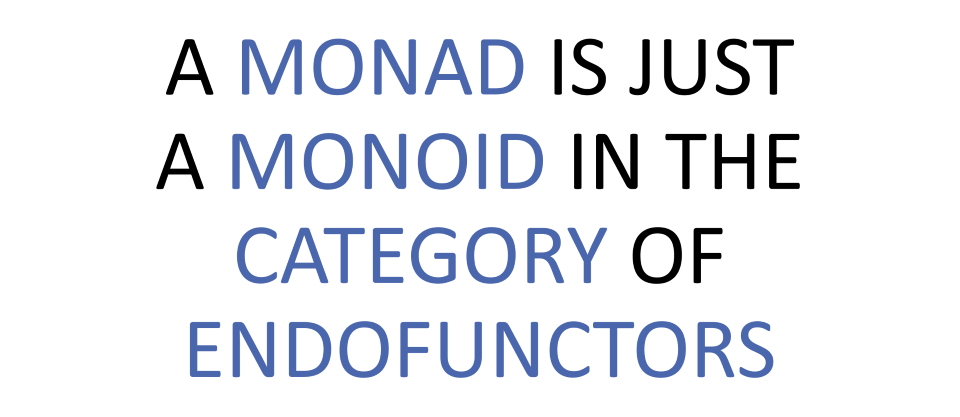 A MONAD IS JUST
A MONOID IN THE
CATEGORY OF
ENDOFUNCTORS